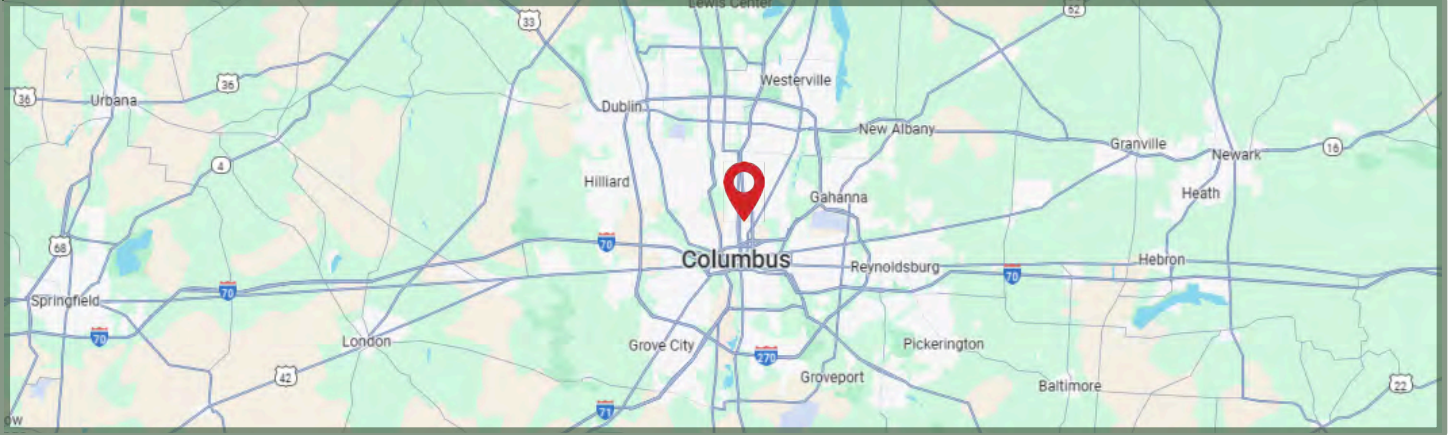 Lewis Center
33
62
36
Westerville
36
Urbana
Dublin
New Albany
Granville
16
Newark
4
Hilliard
Heath
Gahanna
68
70
Columbus
Reynoldsburg
Hebron
70
70
Springfield
70
London
Grove City
Pickerington
270
42
Groveport
Baltimore
22
71
ow